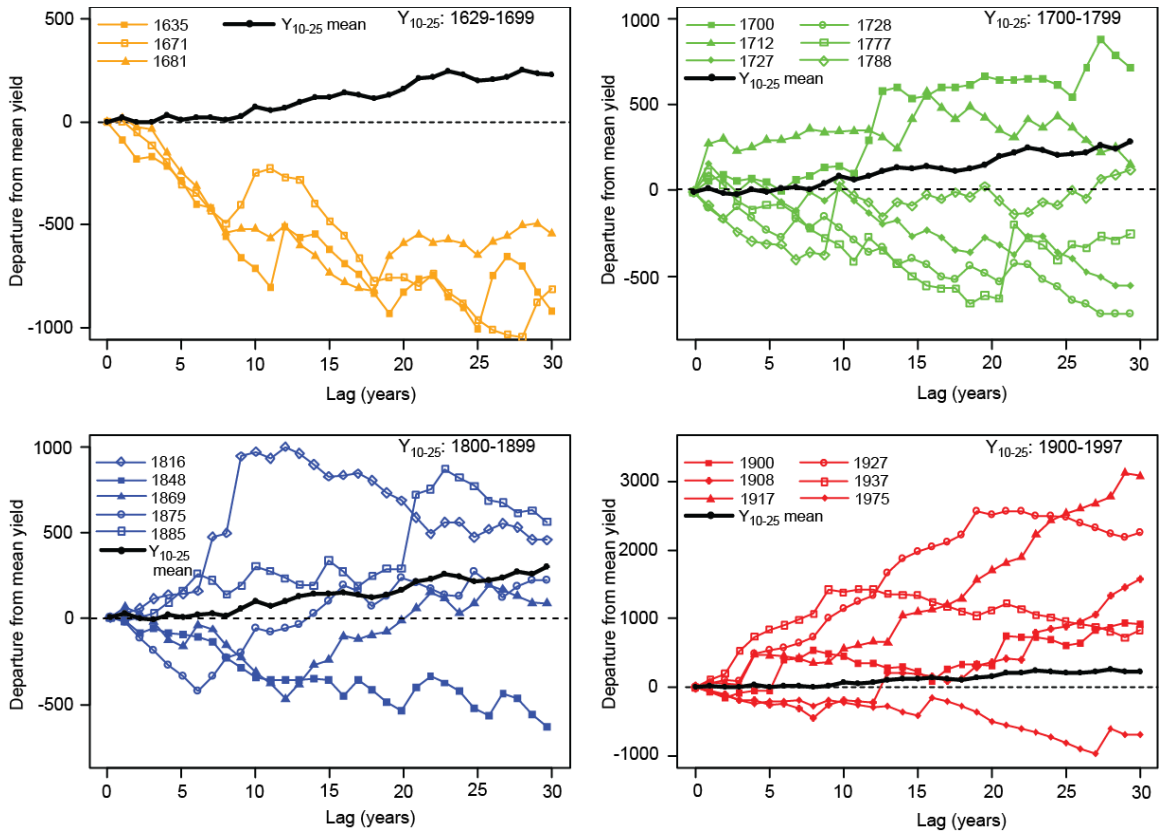 Y10-25: 1629-1699
500
0
-500
-1000
Departure from mean yield
1635
1671
1681
Y10-25 mean
0 5 10 15 20 25 30
Lag (years)
Y10-25: 1700-1799
1000
500
0
-500
Departure from mean yield
1700 1728
1712 1777
1727 1788
Y10-25 mean
0 5 10 15 20 25 30
Lag (years)
Y10-25: 1800-1899
1000
500
0
-500
Departure from mean yield
1816
1848
1869
1875
1885
Y10-25
mean
0 5 10 15 20 25 30
Lag (years)
Y10-25: 1900-1997
3000
2000
1000
0
-1000
Departure from mean yield
1900 1927
1908 1937
1917 1975
Y10-25 mean
0 5 10 15 20 25 30
Lag (years)